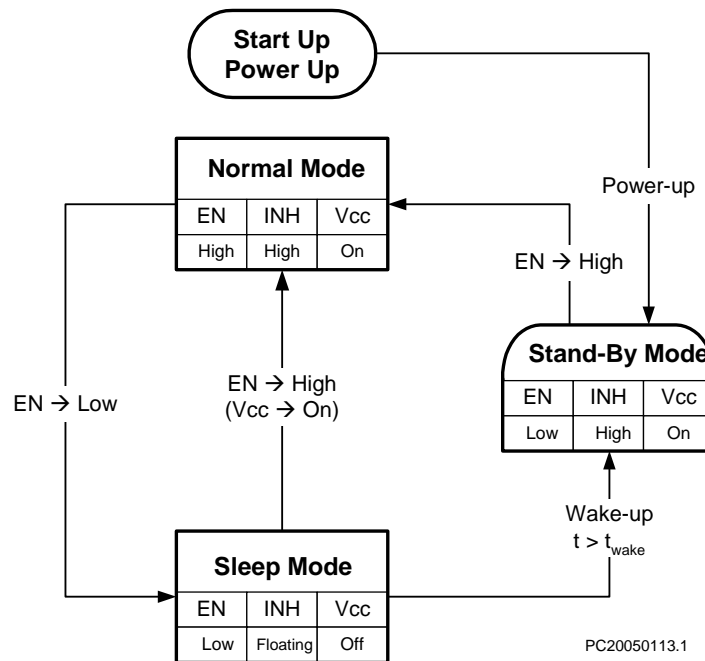 Start Up
Power Up
Power-up
Normal Mode
EN INH Vcc
High High On
EN → High
Stand-By Mode
EN INH Vcc
Low High On
EN → Low
EN → High
(Vcc → On)
Wake-up
t > twake
Sleep Mode
EN INH Vcc
Low Floating Off
PC20050113.1